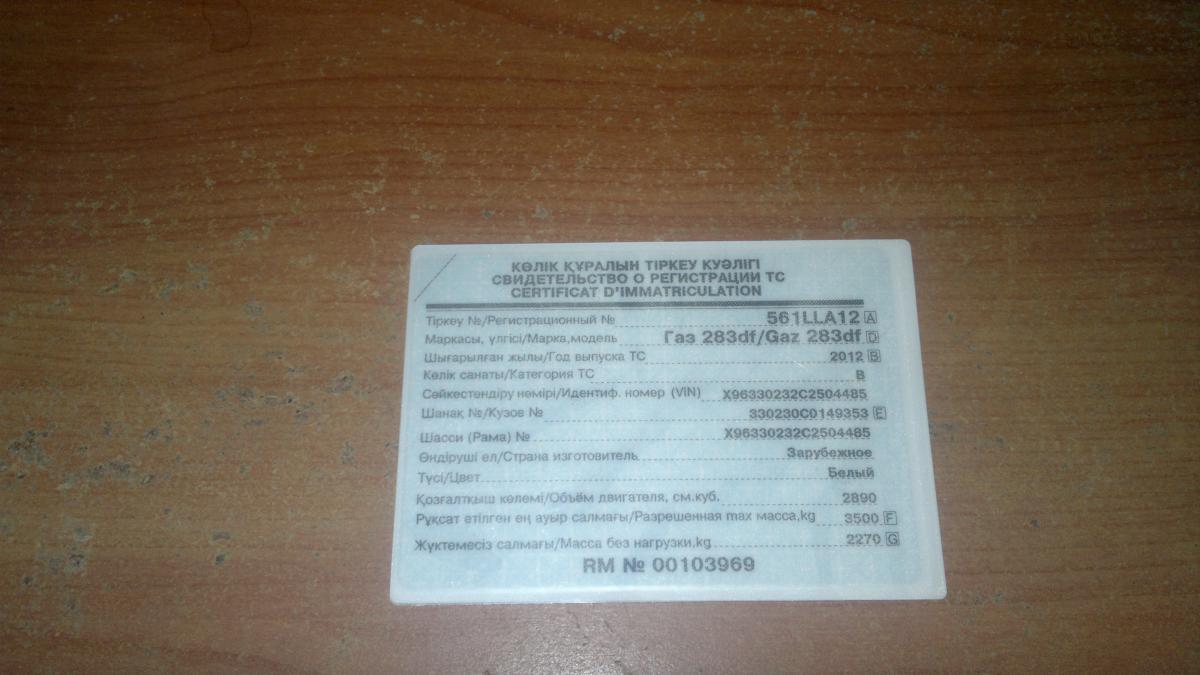 КӨЛІК ҚҰРАЛЫН ТІРКЕУ КУӘЛІГІ
СВИДЕТЕЛЬСТВО О РЕГИСТРАЦИИ ТС
CERTIFICAT D'IMMATRICULATION
Тіркеу №/Регистрационный № 561LLA12 A
Маркасы, үлгісі/Марка,модель Газ 283df/Gaz 283df D
Шығарылған жылы/Год выпуска ТС 2012 B
Көлік санаты/Категория ТС B
Сәйкестендіру нөмірі/Идентиф. номер (VIN) X96330232C2504485
Шанақ №/Кузов № 330230C0149353 E
Шасси (Рама) № X96330232C2504485
Өндіруші ел/Страна изготовитель Зарубежное
Түсі/Цвет Белый
Қозғалткыш көлемі/Объём двигателя, см.куб. 2890
Рұқсат етілген ең ауыр салмағы/Разрешенная max масса,kg 3500 F
Жүктемесіз салмағы/Масса без нагрузки,kg 2270 G
RM № 00103969